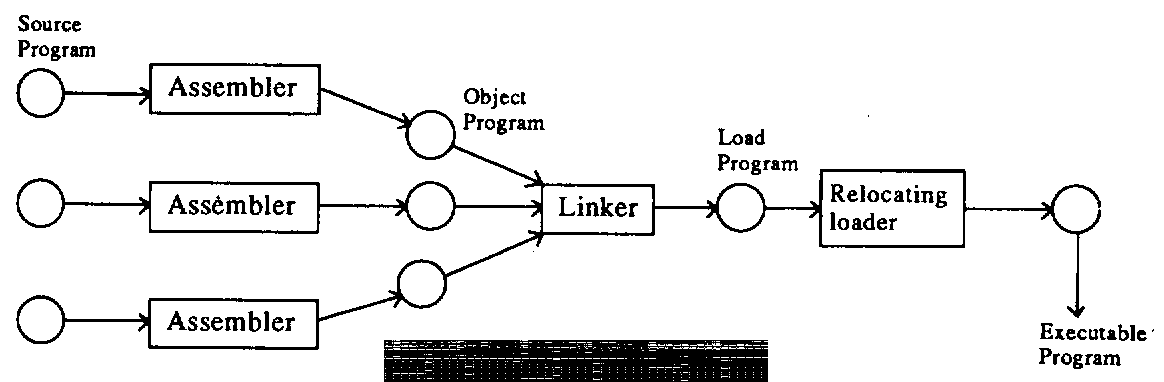 Source
Program
Assembler
Object
Program
Load
Program
Assembler
Linker
Relocating
loader
Assembler
Executable
Program